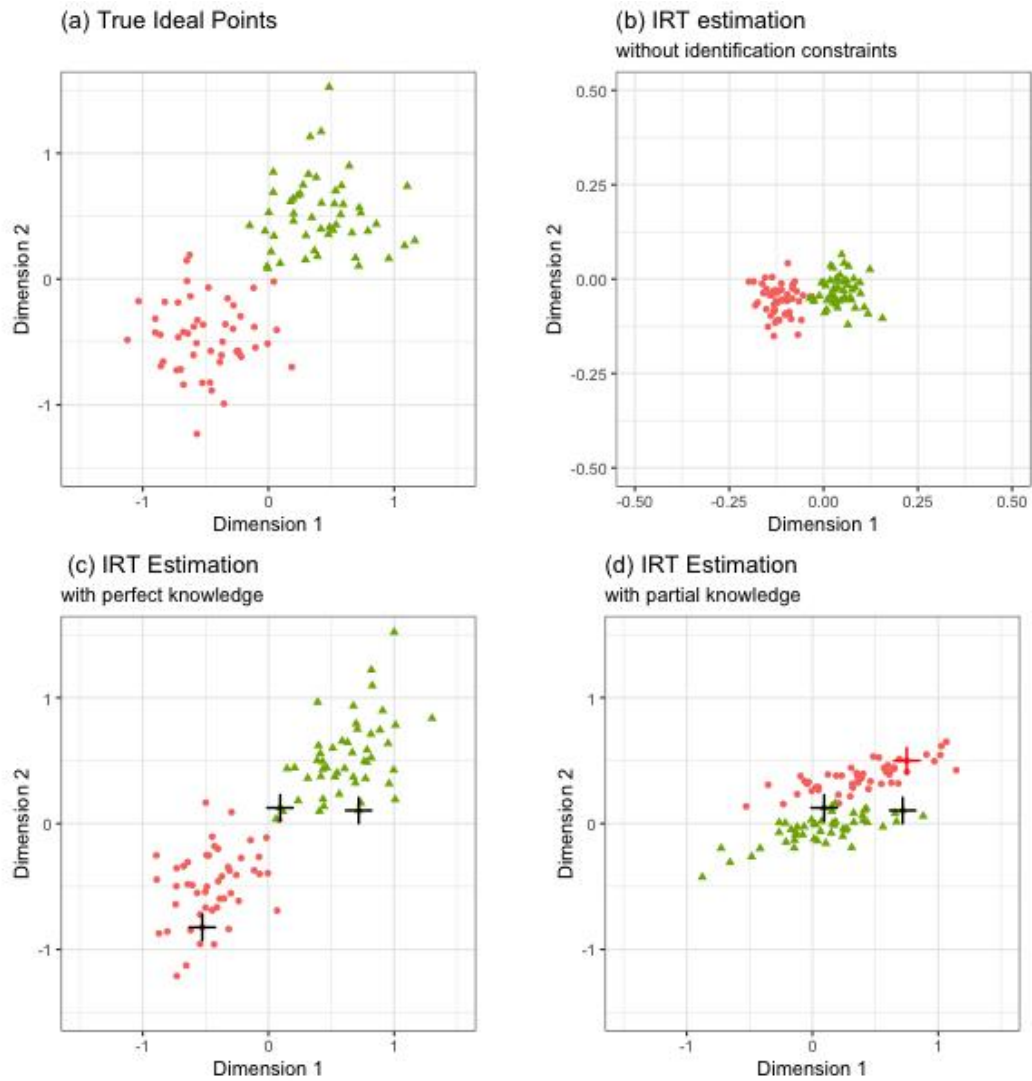 (a) True Ideal Points
1
0
-1
-1
0
1
Dimension 2
Dimension 1
(b) IRT estimation
without identification constraints
0.50
0.25
0.00
-0.25
-0.50
-0.50
-0.25
0.00
0.25
0.50
Dimension 2
Dimension 1
(c) IRT Estimation
with perfect knowledge
1
0
-1
-1
0
1
Dimension 2
Dimension 1
(d) IRT Estimation
with partial knowledge
1
0
-1
-1
0
1
Dimension 2
Dimension 1